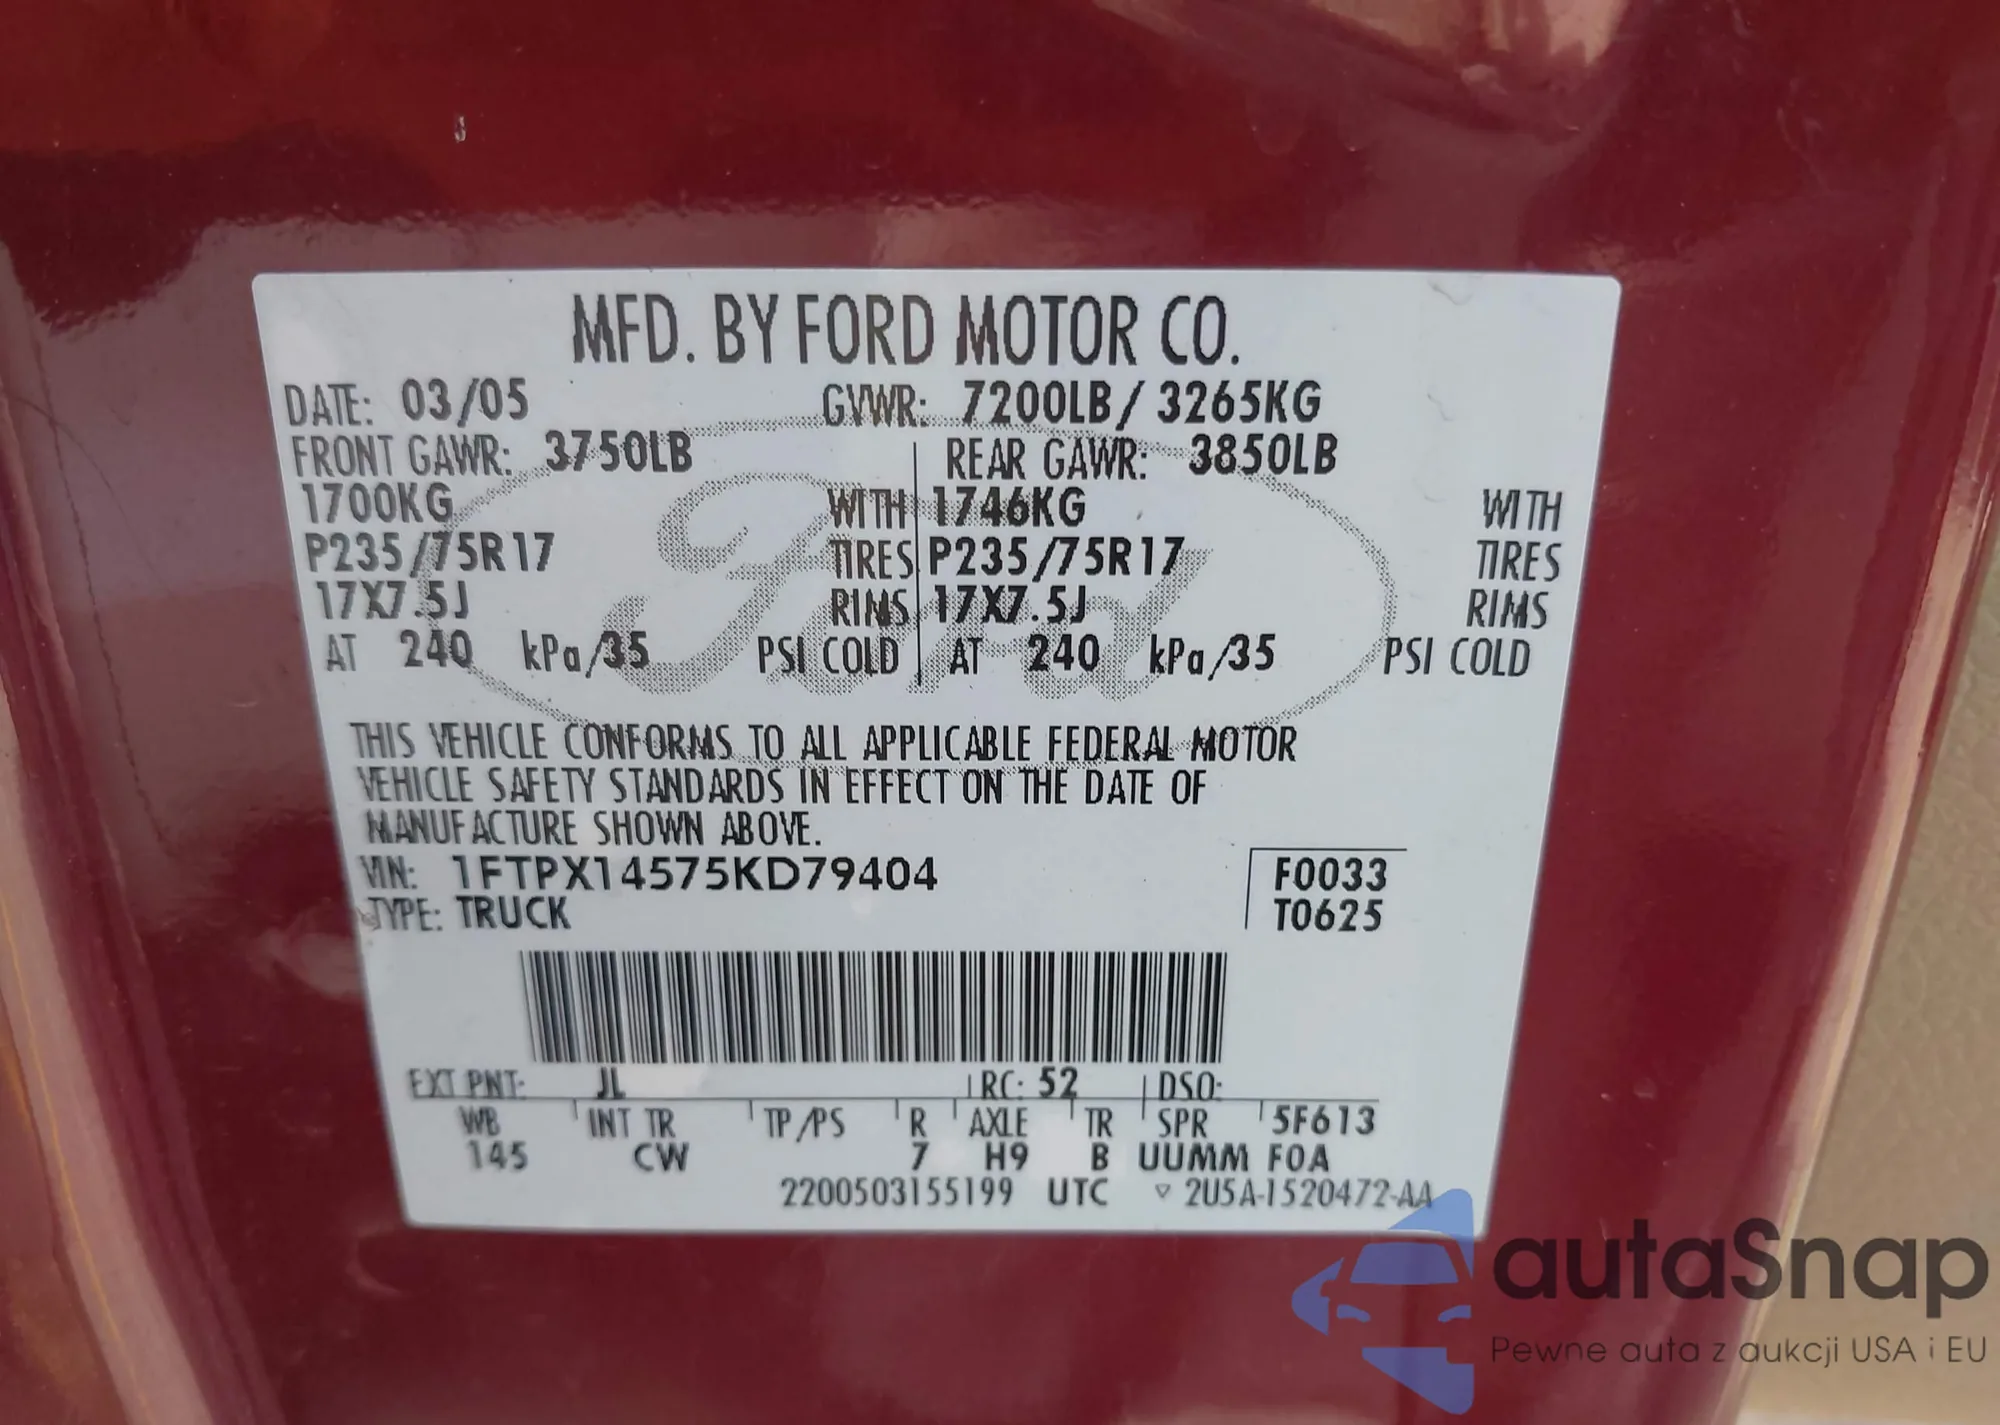 MFD. BY FORD MOTOR CO.
DATE: 03/05 GVWR: 7200LB/ 3265KG
FRONT GAWR: 3750LB REAR GAWR: 3850LB
1700KG WITH 1746KG WITH
P235/75R17 TIRES P235/75R17 TIRES
17X7.5J RIMS 17X7.5J RIMS
AT 240 kPa/35 PSI COLD AT 240 kPa/35 PSI COLD
Ford
THIS VEHICLE CONFORMS TO ALL APPLICABLE FEDERAL MOTOR
VEHICLE SAFETY STANDARDS IN EFFECT ON THE DATE OF
MANUFACTURE SHOWN ABOVE.
VIN: 1FTPX14575KD79404 F0033
TYPE: TRUCK T0625
EXT PNT: JL RC: 52 DSO:
WB INT TR TP/PS R AXLE TR SPR 5F613
145 CW 7 H9 B UUMM F0A
2200503155199 UTC ▽ 2U5A-1520472-AA
autaSnap
Pewne auta z aukcji USA i EU